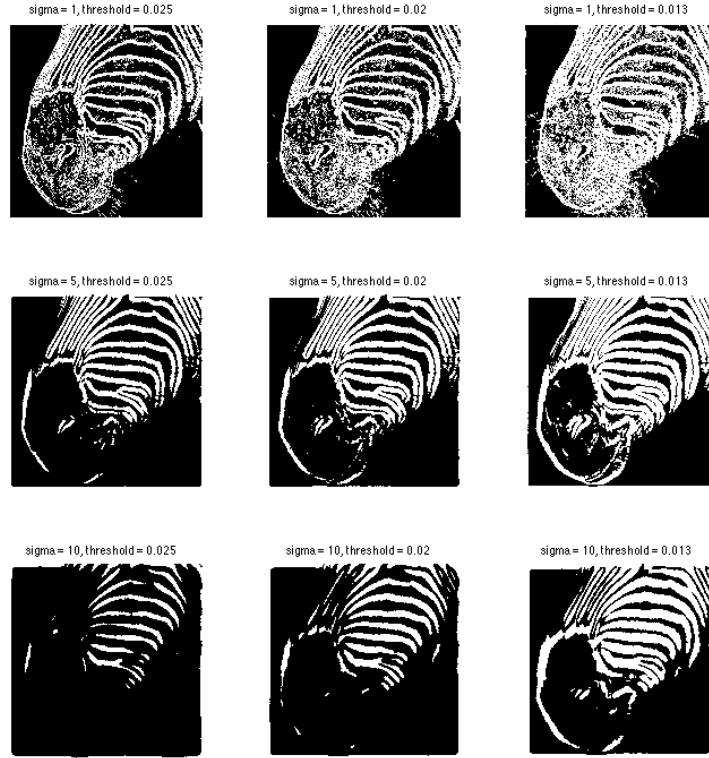 sigma = 1, threshold = 0.025
sigma = 1, threshold = 0.02
sigma = 1, threshold = 0.013
sigma = 5, threshold = 0.025
sigma = 5, threshold = 0.02
sigma = 5, threshold = 0.013
sigma = 10, threshold = 0.025
sigma = 10, threshold = 0.02
sigma = 10, threshold = 0.013